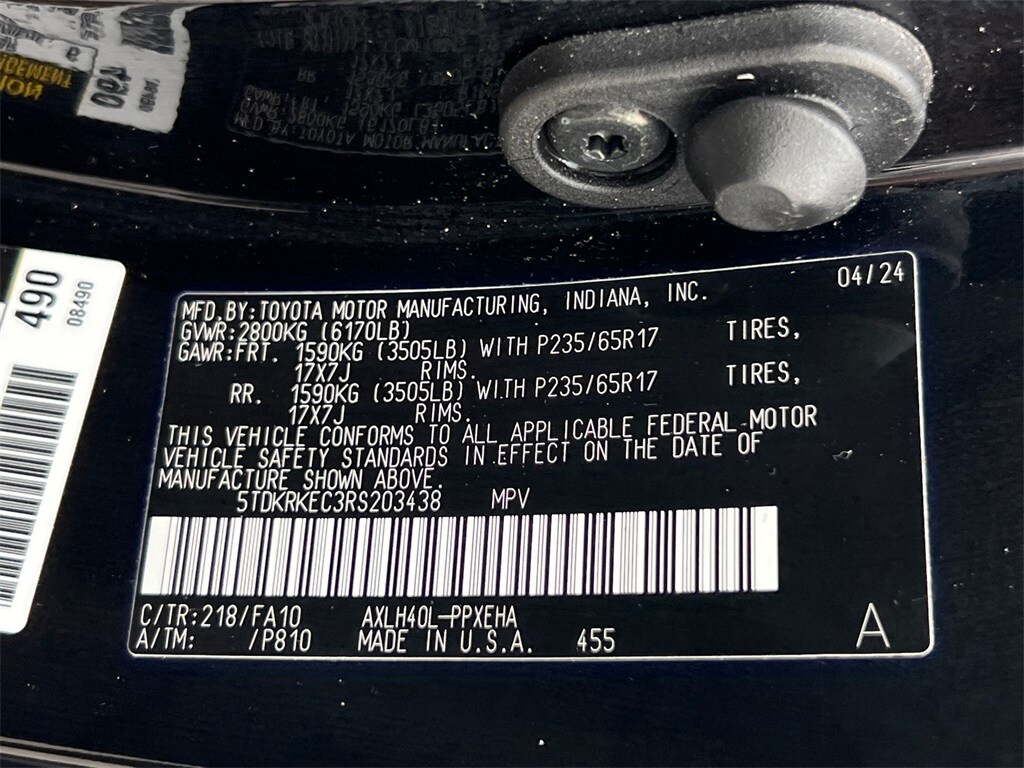 490
08490
04/24
MFD.BY:TOYOTA MOTOR MANUFACTURING, INDIANA, INC.
GVWR:2800KG (6170LB)
GAWR:FRT. 1590KG (3505LB) WITH P235/65R17 TIRES,
17X7J RIMS.
RR. 1590KG (3505LB) WITH P235/65R17 TIRES,
17X7J RIMS.
THIS VEHICLE CONFORMS TO ALL APPLICABLE FEDERAL MOTOR
VEHICLE SAFETY STANDARDS IN EFFECT ON THE DATE OF
MANUFACTURE SHOWN ABOVE.
5TDKRKEC3RS203438 MPV
C/TR:218/FA10 AXLH40L-PPXEHA
A/TM: /P810 MADE IN U.S.A. 455
A